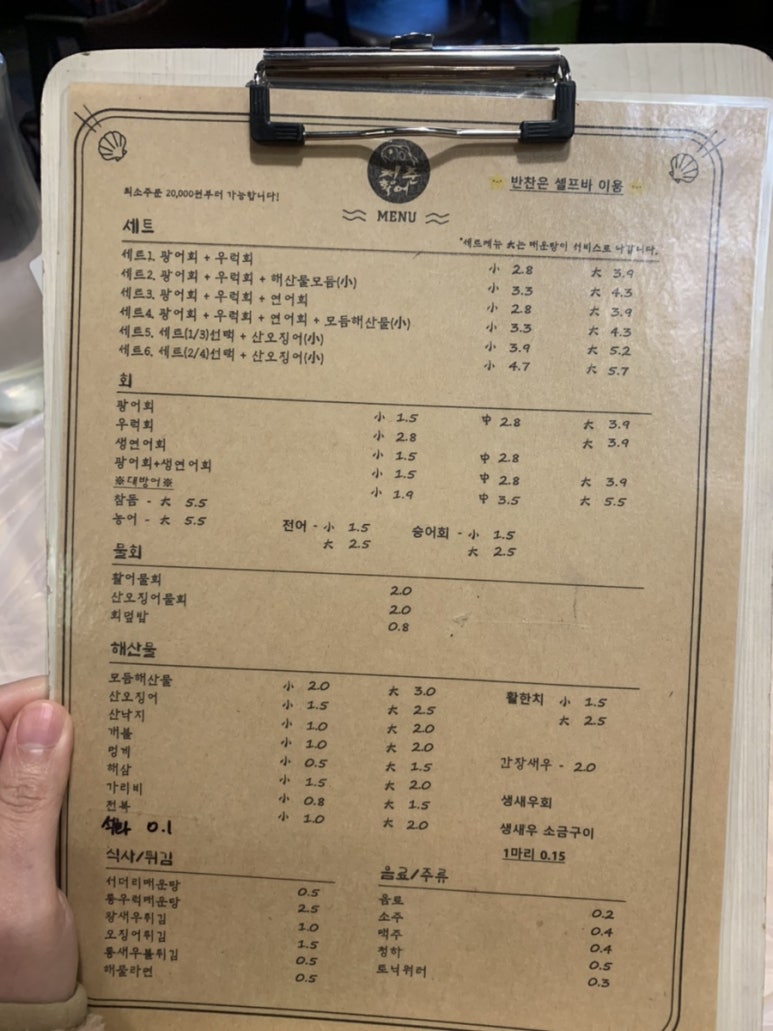 최소주문 20,000원부터 가능합니다!
반찬은 셀프바 이움
MENU
세트
*세트메뉴 大는 매운탕이 서비스로 나갑니다.
세트1. 광어회 + 우럭회 小 2.8 大 3.9
세트2. 광어회 + 우럭회 + 해산물모듬(小) 小 3.3 大 4.3
세트3. 광어회 + 우럭회 + 연어회 小 2.8 大 3.9
세트4. 광어회 + 우럭회 + 연어회 + 모듬해산물(小) 小 3.3 大 4.3
세트5. 세트(1/3)선택 + 산오징어(小) 小 3.9 大 5.2
세트6. 세트(2/4)선택 + 산오징어(小) 小 4.7 大 5.7
회
광어회 小 1.5 中 2.8 大 3.9
우럭회 小 2.8 大 3.9
생연어회 小 1.5 中 2.8
광어회+생연어회 小 1.5 中 2.8 大 3.9
※대방어※ 小 1.9 中 3.5 大 5.5
참돔 - 大 5.5
농어 - 大 5.5
전어 - 小 1.5 숭어회 - 小 1.5
大 2.5 大 2.5
물회
활어물회 2.0
산오징어물회 2.0
회덮밥 0.8
해산물
모듬해산물 小 2.0 大 3.0
산오징어 小 1.5 大 2.5
산낙지 小 1.0 大 2.0
개불 小 1.0 大 2.0
멍게 小 0.5 大 1.5
해삼 小 1.5 大 2.0
가리비 小 0.8 大 1.5
전복 小 1.0 大 2.0
0.1
활한치 小 1.5
大 2.5
간장새우 - 2.0
생새우회
생새우 소금구이
1마리 0.15
식사/튀김
서더리매운탕 0.5
통우럭매운탕 2.5
왕새우튀김 1.0
오징어튀김 1.5
통새우볼튀김 0.5
해물라면 0.5
음료/주류
음료 0.2
소주 0.4
맥주 0.4
청하 0.5
토닉워터 0.3